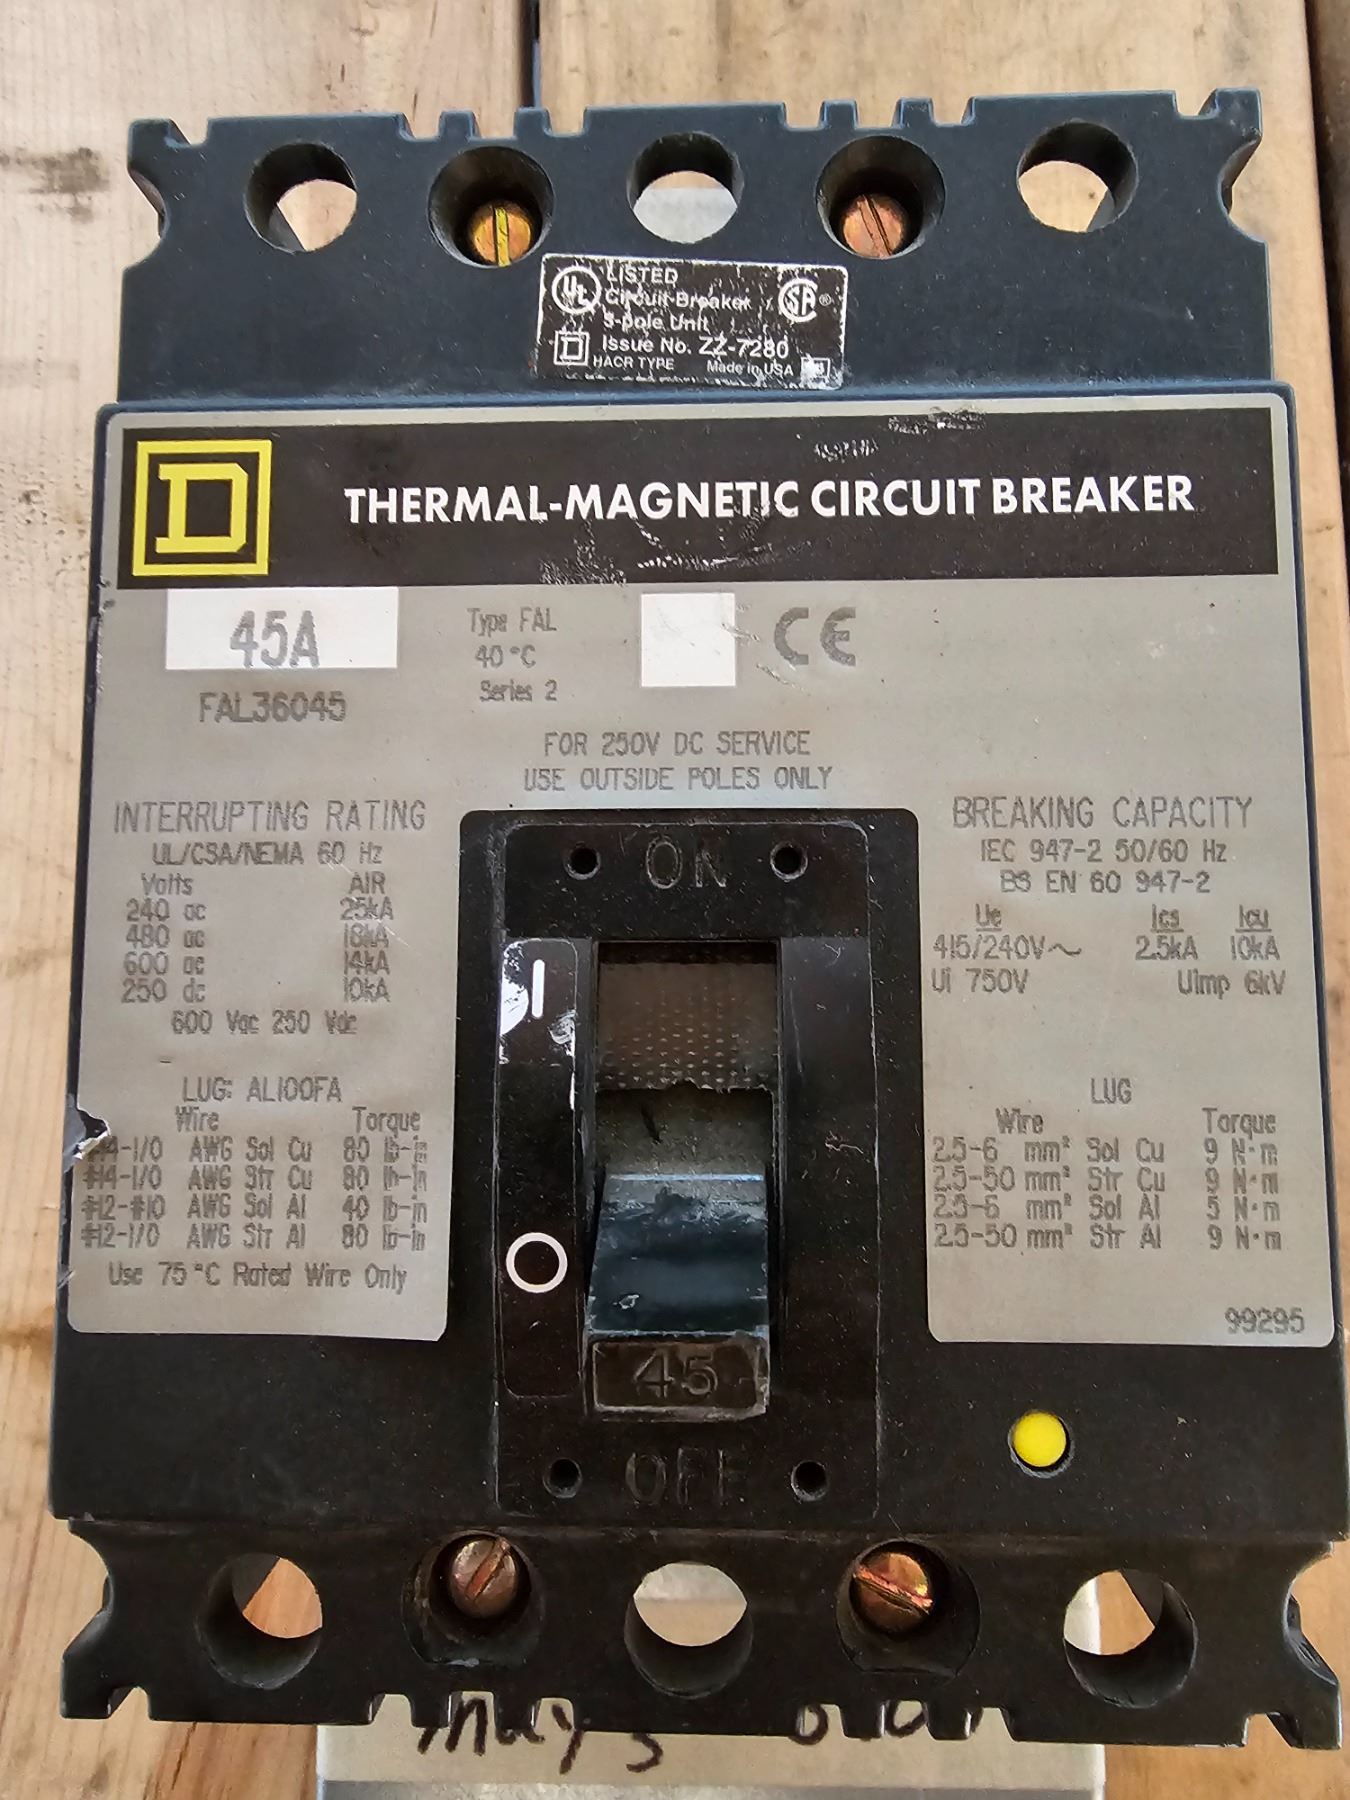 UL LISTED SA ®
Circuit Breaker
3-pole Unit
D Issue No. ZZ-7280
HACR TYPE Made in USA
D THERMAL-MAGNETIC CIRCUIT BREAKER
45A
FAL36045
Type FAL
40 °C
Series 2
CE
FOR 250V DC SERVICE
USE OUTSIDE POLES ONLY
INTERRUPTING RATING
UL/CSA/NEMA 60 Hz
Volts AIR
240 ac 25kA
480 ac 18kA
600 ac 14kA
250 dc 10kA
600 Vac 250 Vdc
LUG: AL100FA
Wire Torque
#14-1/0 AWG Sol Cu 80 lb-in
#14-1/0 AWG Str Cu 80 lb-in
#12-#10 AWG Sol Al 40 lb-in
#12-1/0 AWG Str Al 80 lb-in
Use 75 °C Rated Wire Only
ON
I
O
45
OFF
BREAKING CAPACITY
IEC 947-2 50/60 Hz
BS EN 60 947-2
Ue Ics Icu
415/240V~ 2.5kA 10kA
Ui 750V Uimp 6kV
LUG
Wire Torque
2.5-6 mm² Sol Cu 9 N·m
2.5-50 mm² Str Cu 9 N·m
2.5-6 mm² Sol Al 5 N·m
2.5-50 mm² Str Al 9 N·m
99295